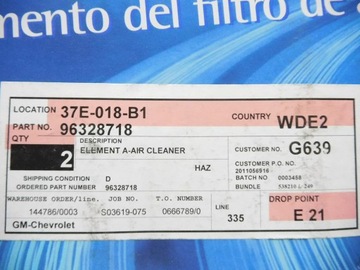 mento del filtro de a
LOCATION 37E-018-B1 COUNTRY WDE2
PART NO. 96328718
QTY 2 DESCRIPTION
ELEMENT A-AIR CLEANER CUSTOMER NO. G639
HAZ CUSTOMER P.O. NO.
2011056516
SHIPPING CONDITION D BATCH NO 0003458
ORDERED PART NUMBER 96328718 BUNDLE
WAREHOUSE ORDER/line. JOB NO. T.O. NUMBER LINE DROP POINT
144786/0003 S03619-075 0666789/0 335 E 21
GM-Chevrolet